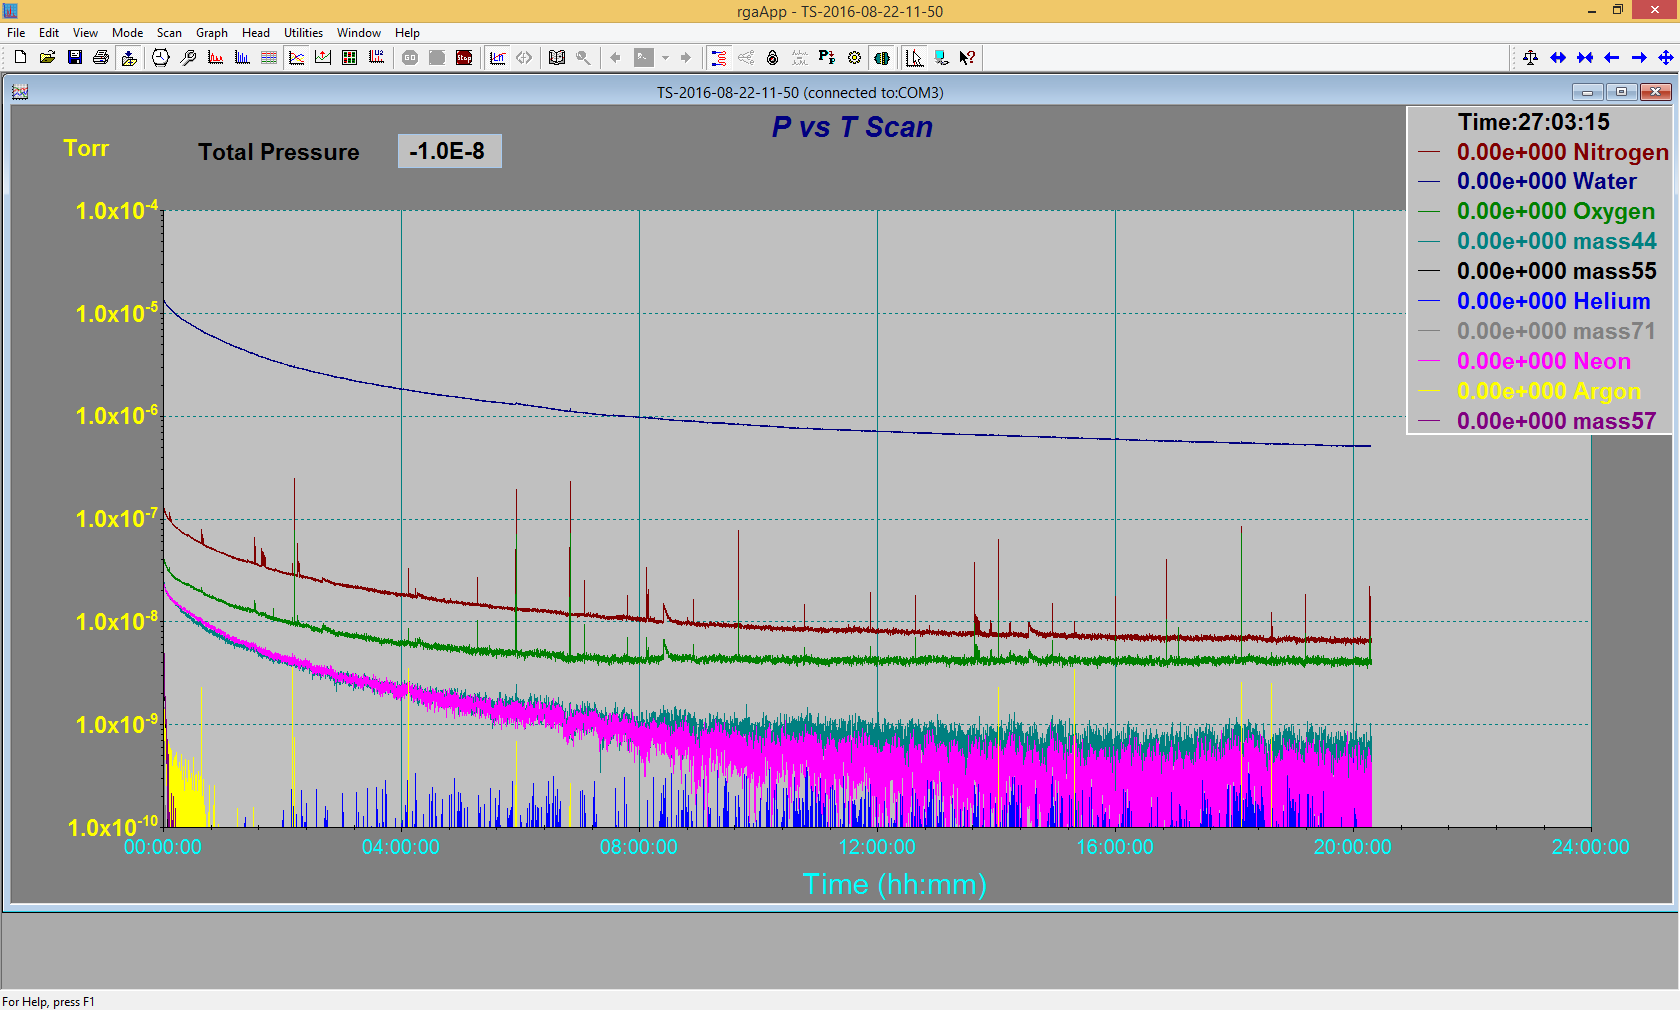 rgaApp - TS-2016-08-22-11-50
File Edit View Mode Scan Graph Head Utilities Window Help
TS-2016-08-22-11-50 (connected to:COM3)
P vs T Scan
Torr
Total Pressure -1.0E-8
Time:27:03:15
0.00e+000 Nitrogen
0.00e+000 Water
0.00e+000 Oxygen
0.00e+000 mass44
0.00e+000 mass55
0.00e+000 Helium
0.00e+000 mass71
0.00e+000 Neon
0.00e+000 Argon
0.00e+000 mass57
1.0x10-4
1.0x10-5
1.0x10-6
1.0x10-7
1.0x10-8
1.0x10-9
1.0x10-10
00:00:00 04:00:00 08:00:00 12:00:00 16:00:00 20:00:00 24:00:00
Time (hh:mm)
For Help, press F1